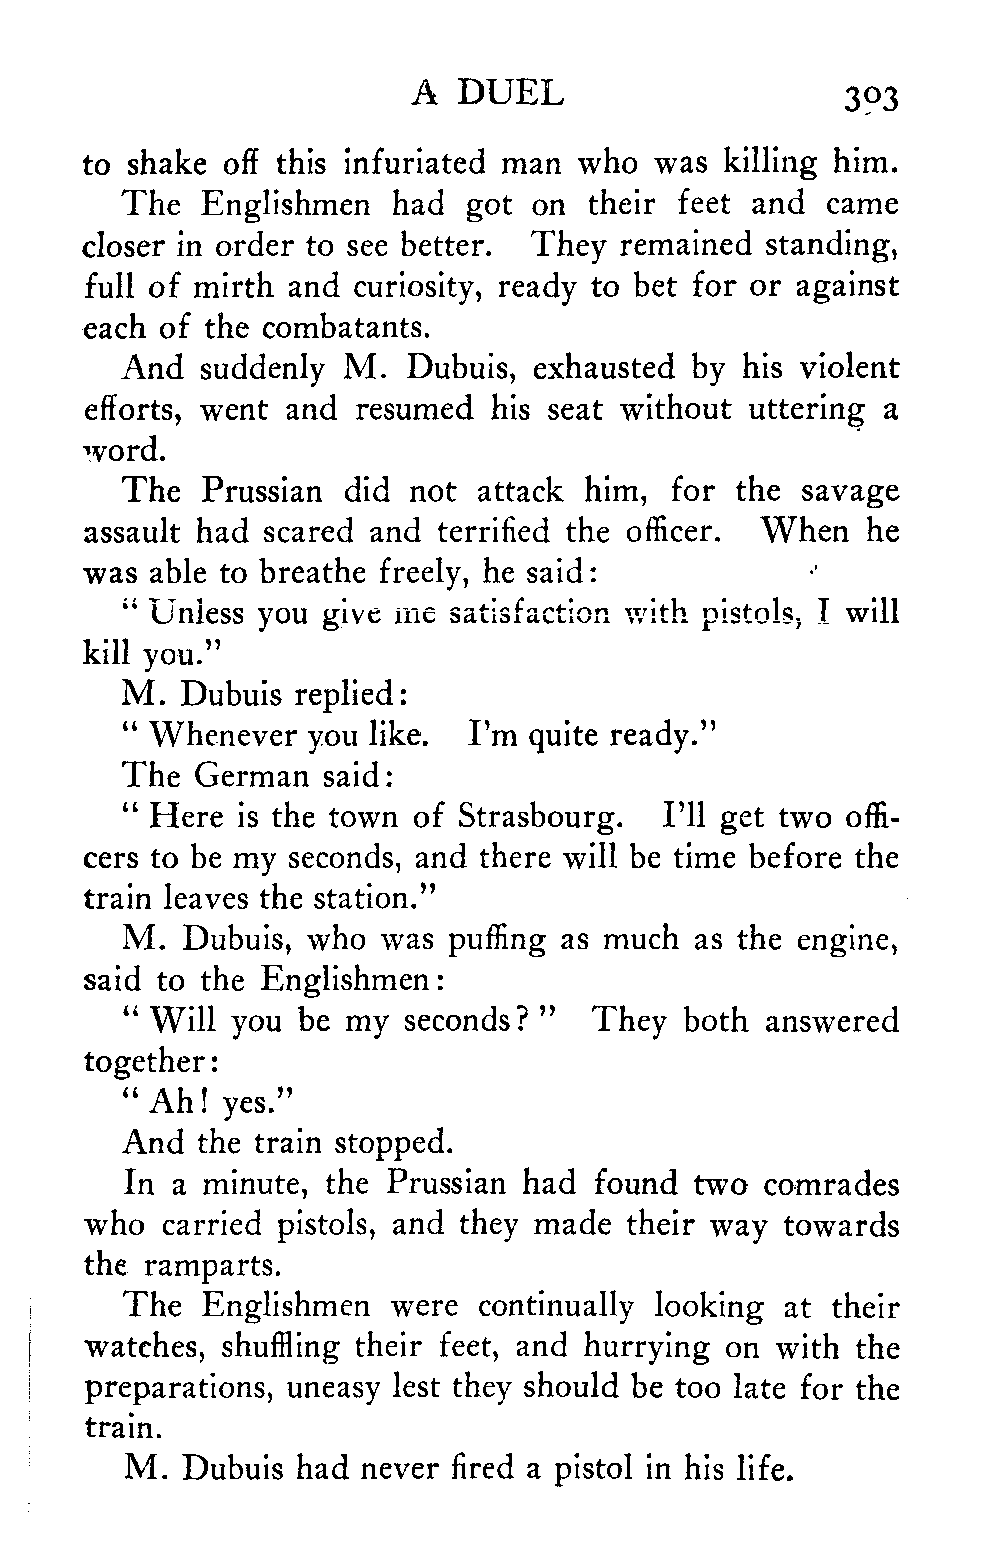 A DUEL 303
to shake off this infuriated man who was killing him.
The Englishmen had got on their feet and came
closer in order to see better. They remained standing,
full of mirth and curiosity, ready to bet for or against
each of the combatants.
And suddenly M. Dubuis, exhausted by his violent
efforts, went and resumed his seat without uttering a
word.
The Prussian did not attack him, for the savage
assault had scared and terrified the officer. When he
was able to breathe freely, he said:
“ Unless you give me satisfaction with pistols, I will
kill you.”
M. Dubuis replied:
“ Whenever you like. I’m quite ready.”
The German said:
“ Here is the town of Strasbourg. I’ll get two offi-
cers to be my seconds, and there will be time before the
train leaves the station.”
M. Dubuis, who was puffing as much as the engine,
said to the Englishmen:
“ Will you be my seconds? ” They both answered
together:
“ Ah! yes.”
And the train stopped.
In a minute, the Prussian had found two comrades
who carried pistols, and they made their way towards
the ramparts.
The Englishmen were continually looking at their
watches, shuffling their feet, and hurrying on with the
preparations, uneasy lest they should be too late for the
train.
M. Dubuis had never fired a pistol in his life.